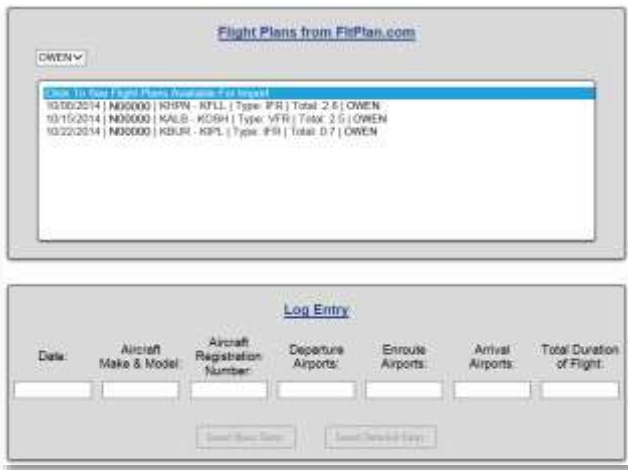 Flight Plans from FltPlan.com
OWEN
Click To See Flight Plans Available For Import
10/08/2014 | N00000 | KHPN - KFLL | Type: IFR | Total: 2.6 | OWEN
10/15/2014 | N00000 | KALB - KOSH | Type: VFR | Total: 2.5 | OWEN
10/22/2014 | N00000 | KBUR - KIPL | Type: IFR | Total: 0.7 | OWEN
Log Entry
Date:
Aircraft
Make & Model:
Aircraft
Registration
Number:
Departure
Airports:
Enroute
Airports:
Arrival
Airports:
Total Duration
of Flight: